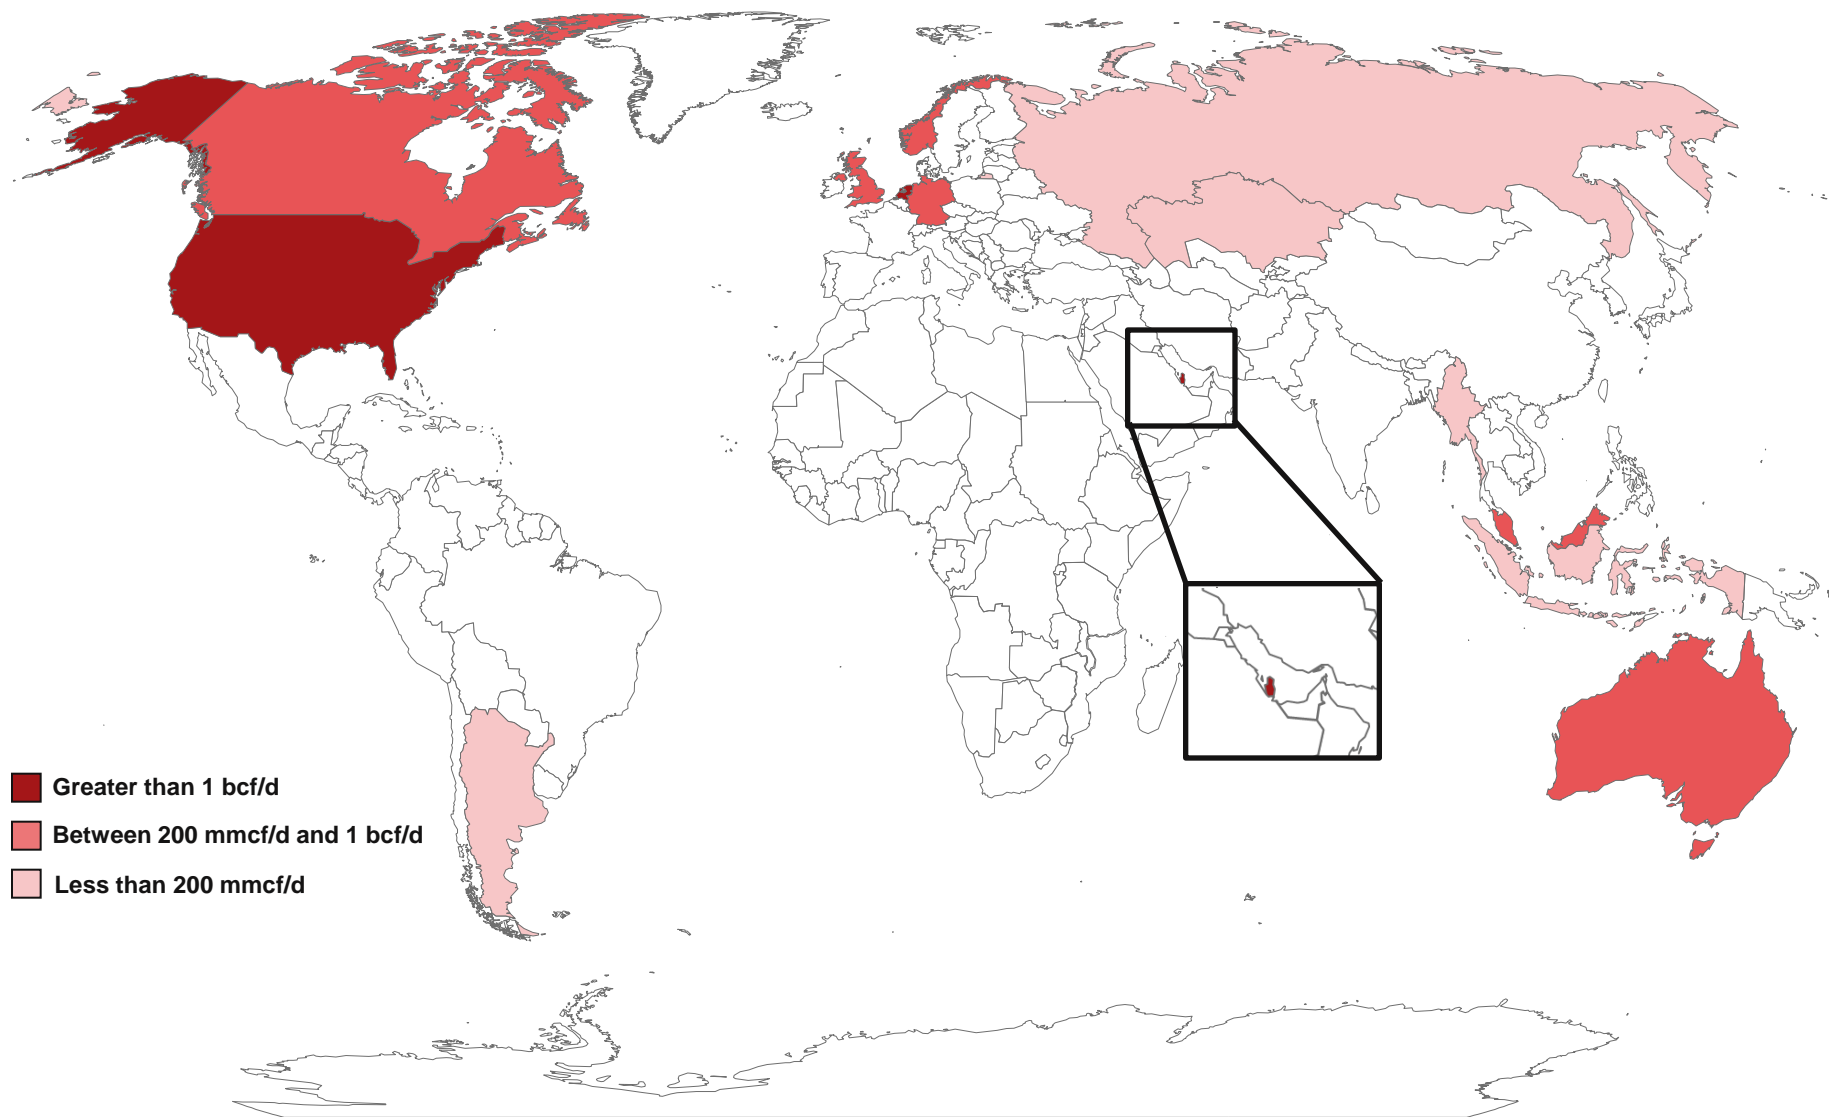 Greater than 1 bcf/d
Between 200 mmcf/d and 1 bcf/d
Less than 200 mmcf/d